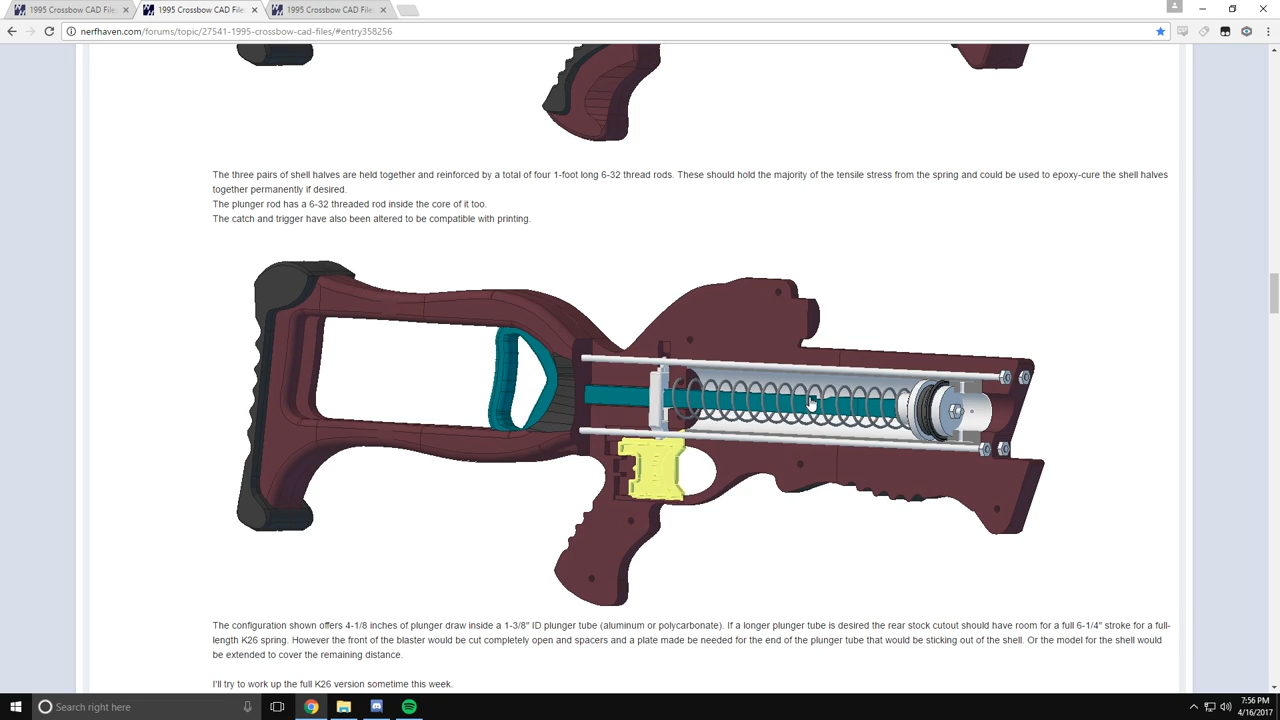 1995 Crossbow CAD File:
1995 Crossbow CAD File:
1995 Crossbow CAD File:
nerfhaven.com/forums/topic/27541-1995-crossbow-cad-files/#entry358256
The three pairs of shell halves are held together and reinforced by a total of four 1-foot long 6-32 thread rods. These should hold the majority of the tensile stress from the spring and could be used to epoxy-cure the shell halves
together permanently if desired.
The plunger rod has a 6-32 threaded rod inside the core of it too.
The catch and trigger have also been altered to be compatible with printing.
The configuration shown offers 4-1/8 inches of plunger draw inside a 1-3/8" ID plunger tube (aluminum or polycarbonate). If a longer plunger tube is desired the rear stock cutout should have room for a full 6-1/4" stroke for a full-
length K26 spring. However the front of the blaster would be cut completely open and spacers and a plate made be needed for the end of the plunger tube that would be sticking out of the shell. Or the model for the shell would
be extended to cover the remaining distance.
I'll try to work up the full K26 version sometime this week.
Search right here
7:56 PM
4/16/2017